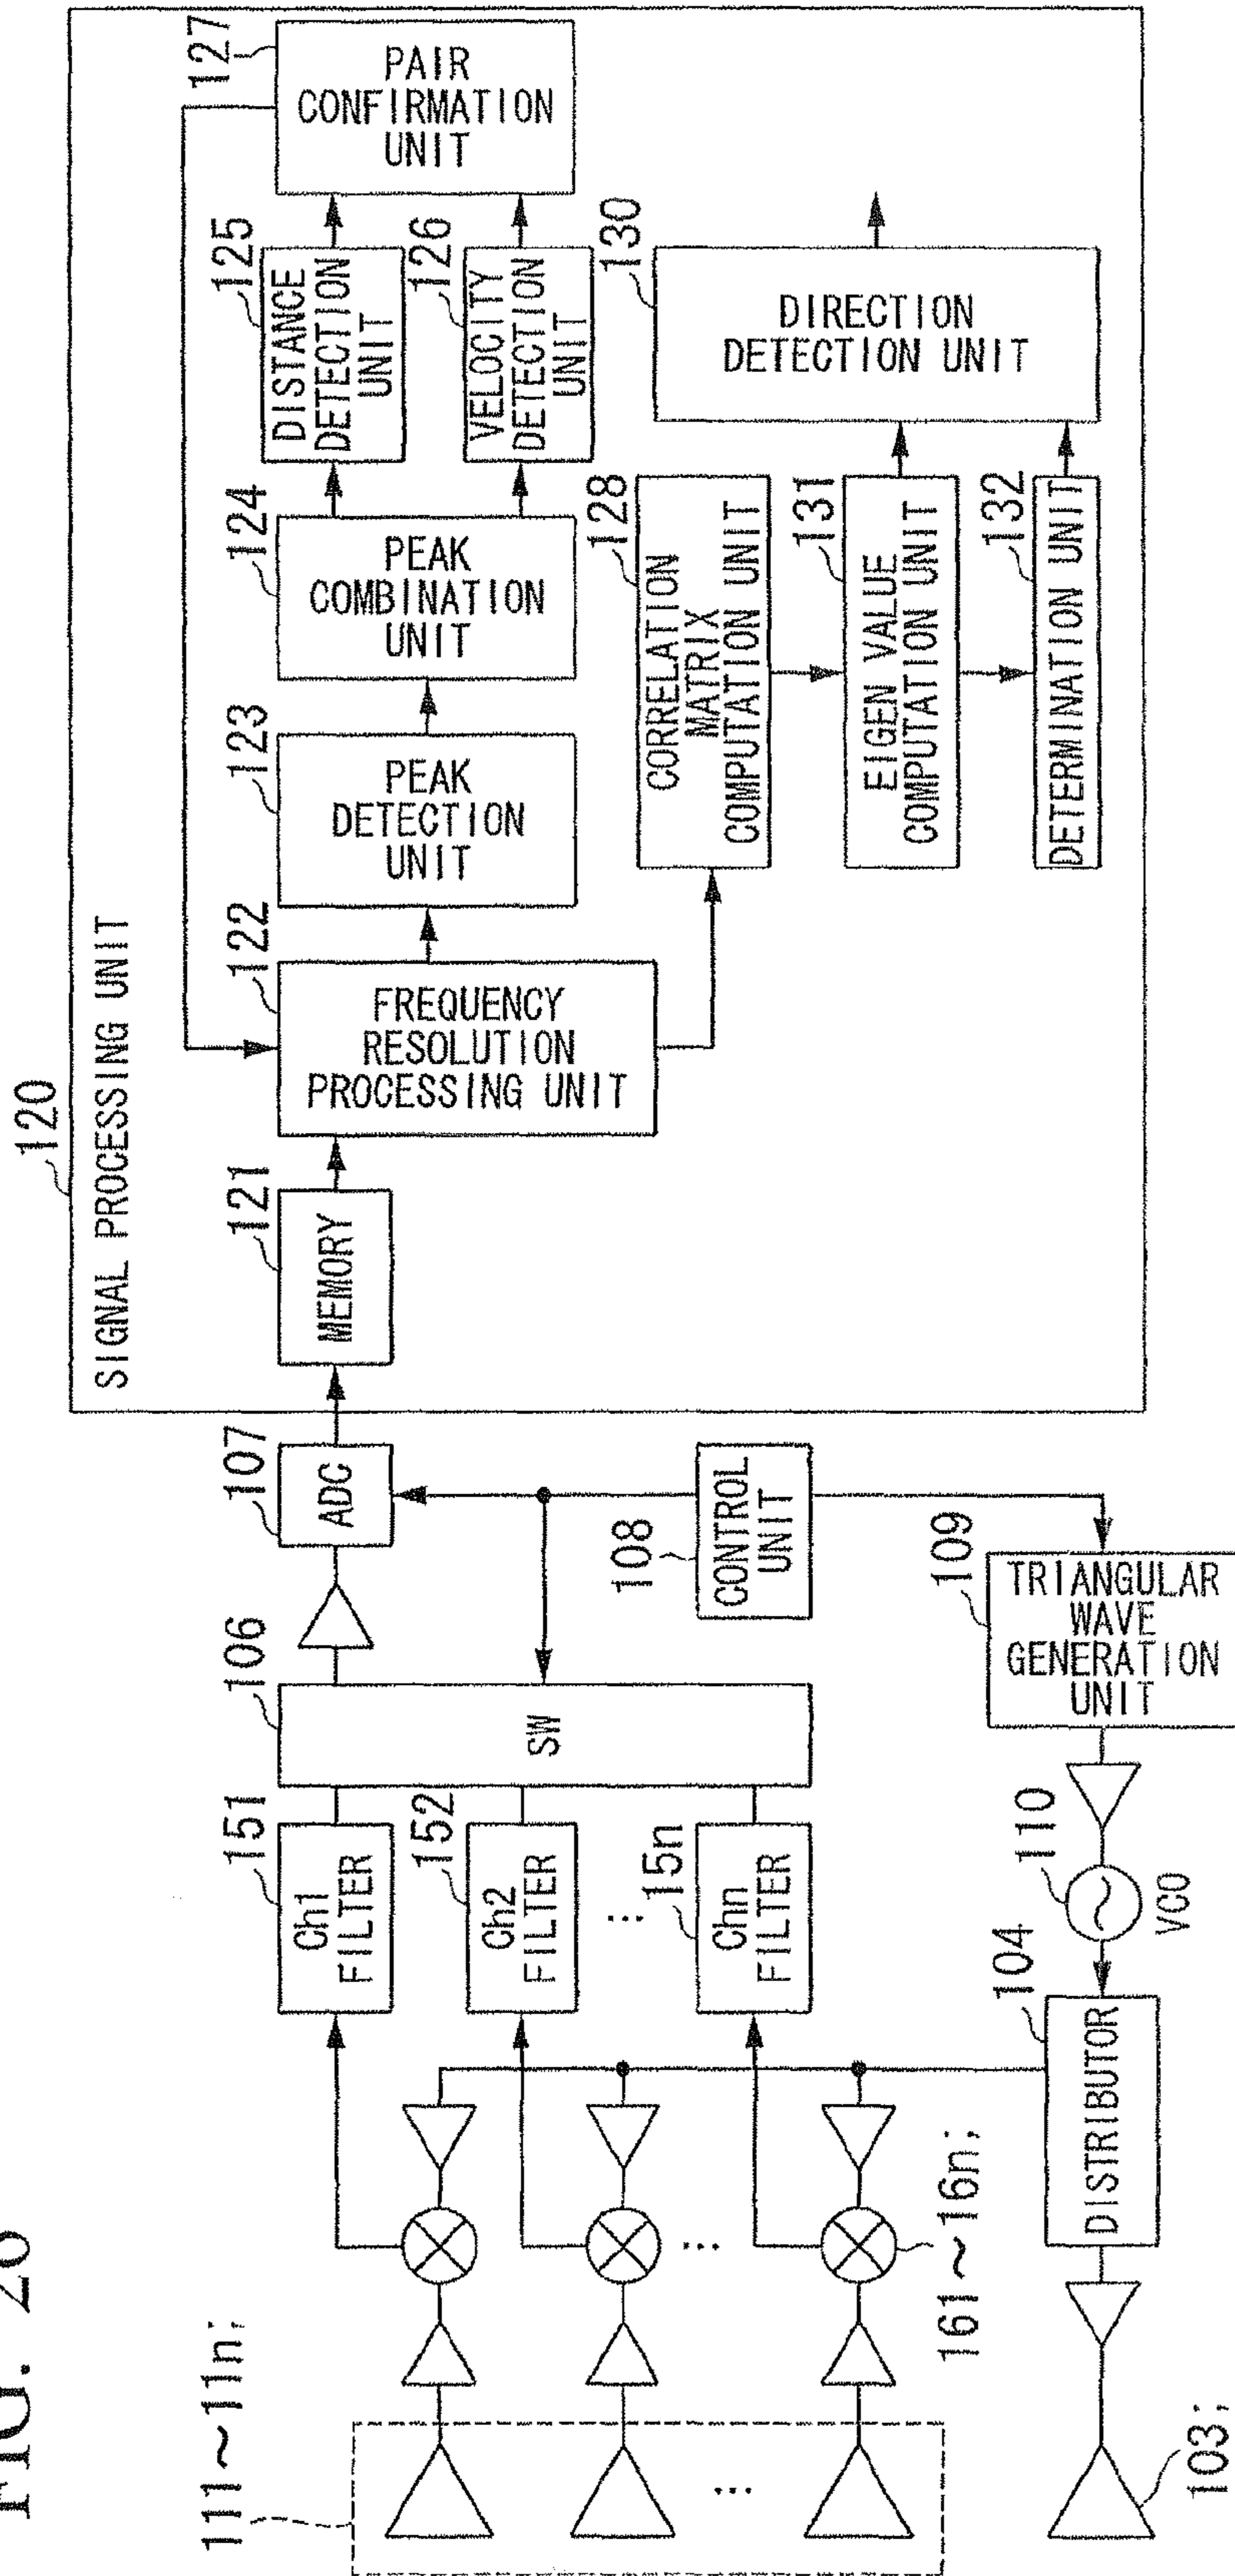 FIG. 26
120
SIGNAL PROCESSING UNIT
111~11n;
151
Ch1
FILTER
106
SW
107
ADC
121
MEMORY
122
FREQUENCY
RESOLUTION
PROCESSING UNIT
123
PEAK
DETECTION
UNIT
124
PEAK
COMBINATION
UNIT
125
DISTANCE
DETECTION
UNIT
127
PAIR
CONFIRMATION
UNIT
152
Ch2
FILTER
...
126
VELOCITY
DETECTION
UNIT
...
...
15n
Chn
FILTER
108
CONTROL
UNIT
128
CORRELATION
MATRIX
COMPUTATION UNIT
130
DIRECTION
DETECTION UNIT
131
EIGEN VALUE
COMPUTATION UNIT
161~16n;
132
DETERMINATION UNIT
103;
104
DISTRIBUTOR
110
VCO
109
TRIANGULAR
WAVE
GENERATION
UNIT